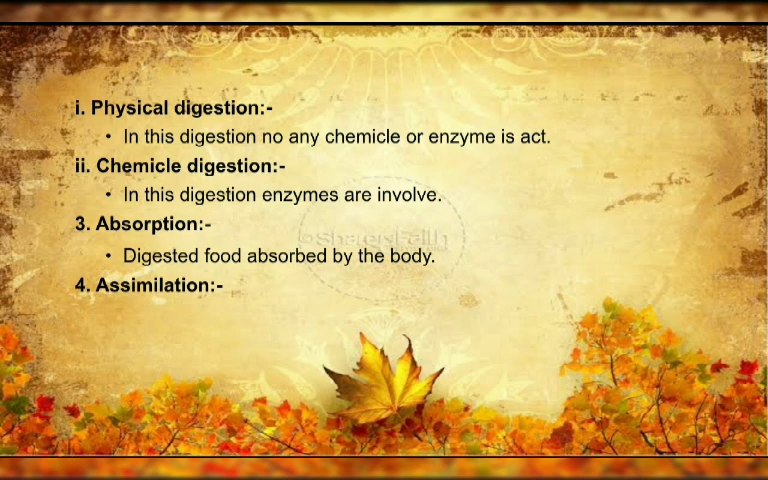 i. Physical digestion:-
• In this digestion no any chemicle or enzyme is act.
ii. Chemicle digestion:-
• In this digestion enzymes are involve.
3. Absorption:-
• Digested food absorbed by the body.
4. Assimilation:-